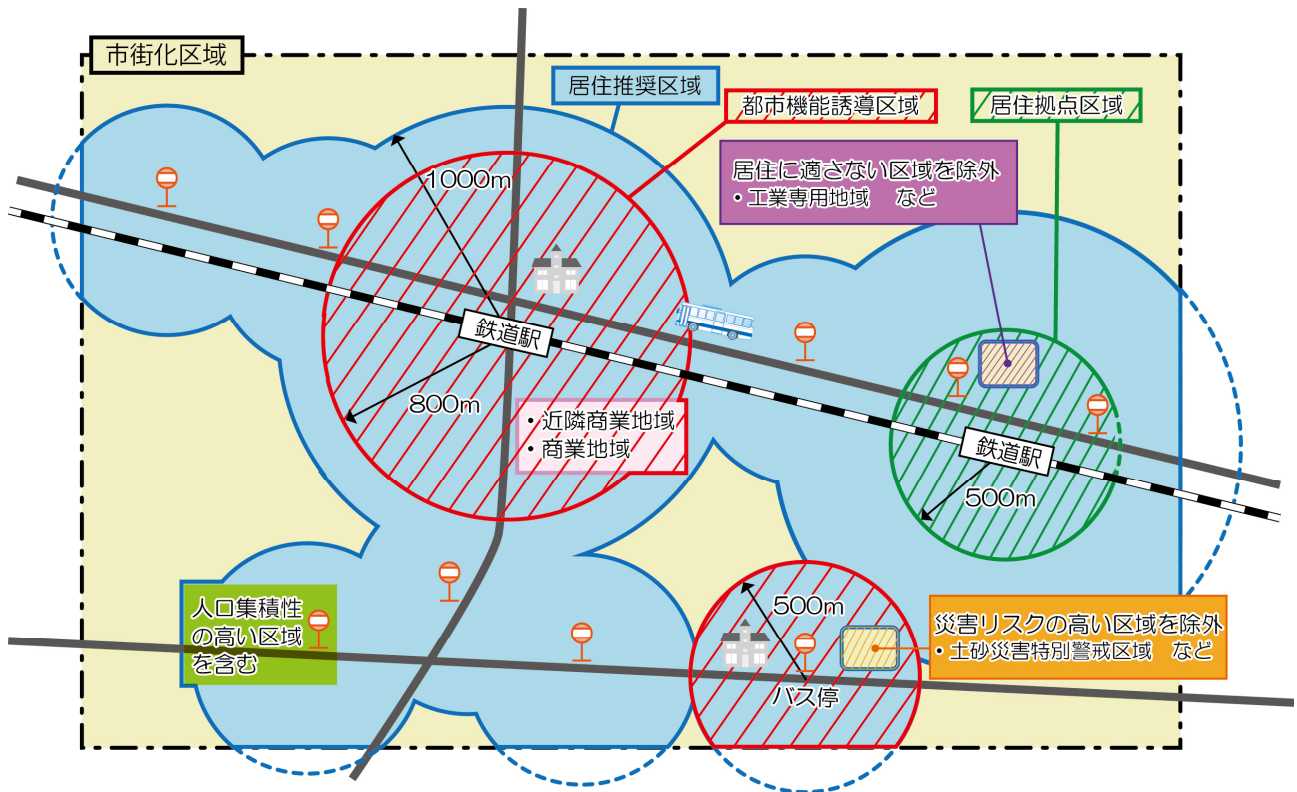 市街化区域
居住推奨区域
都市機能誘導区域
居住拠点区域
居住に適さない区域を除外
・工業専用地域　など
1000m
鉄道駅
800m
・近隣商業地域
・商業地域
鉄道駅
500m
人口集積性
の高い区域
を含む
500m
バス停
災害リスクの高い区域を除外
・土砂災害特別警戒区域　など